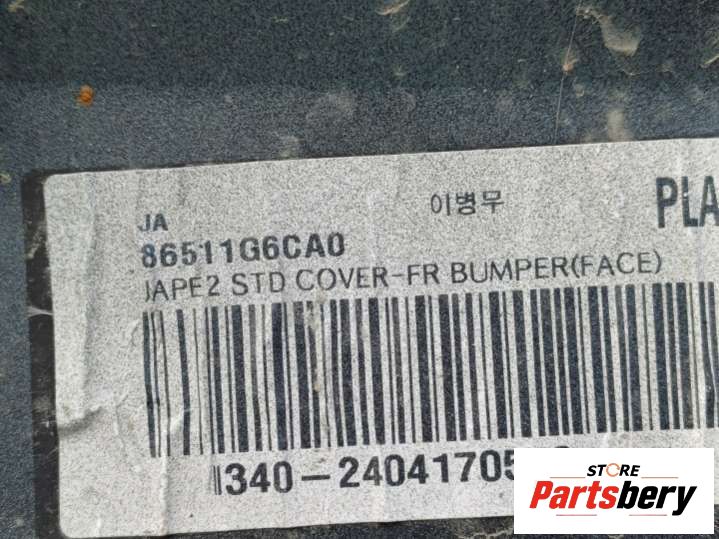 JA
이병무
PLA
86511G6CA0
JAPE2 STD COVER-FR BUMPER(FACE)
340-24041705
STORE
Partsbery